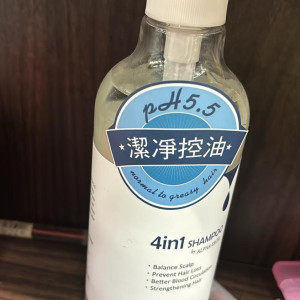 pH5.5
潔淨控油
normal to greasy hair
4in1 SHAMPOO
by
• Balance Scalp
• Prevent Hair Loss
• Better Blood Circulation
• Strengthening Hair